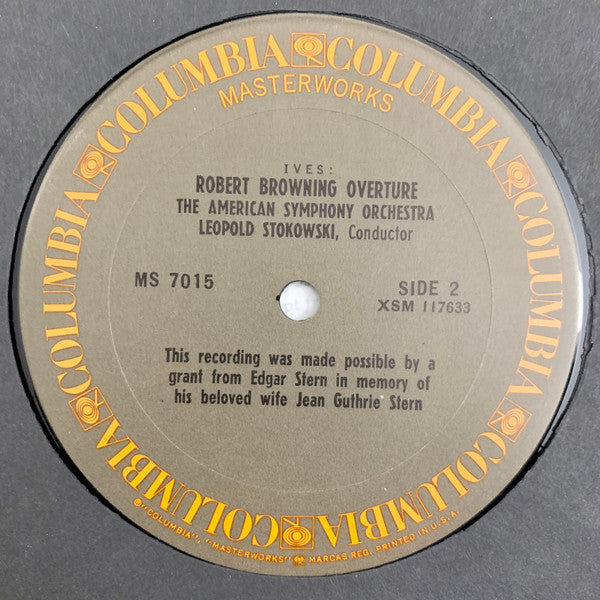 COLUMBIA COLUMBIA COLUMBIA COLUMBIA COLUMBIA COLUMBIA COLUMBIA COLUMBIA
MASTERWORKS
IVES:
ROBERT BROWNING OVERTURE
THE AMERICAN SYMPHONY ORCHESTRA
LEOPOLD STOKOWSKI, Conductor
MS 7015
SIDE 2
XSM 117633
This recording was made possible by a
grant from Edgar Stern in memory of
his beloved wife Jean Guthrie Stern
®"COLUMBIA", "MASTERWORKS" MARCAS REG. PRINTED IN U.S.A.